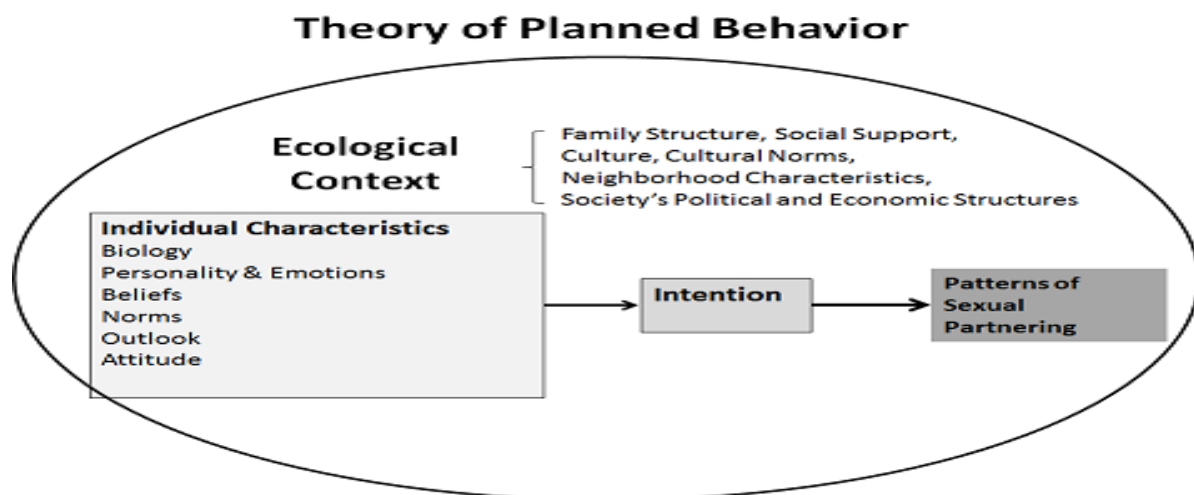 Theory of Planned Behavior
Ecological
Context
Family Structure, Social Support,
Culture, Cultural Norms,
Neighborhood Characteristics,
Society's Political and Economic Structures
Individual Characteristics
Biology
Personality & Emotions
Beliefs
Norms
Outlook
Attitude
Intention
Patterns of
Sexual
Partnering